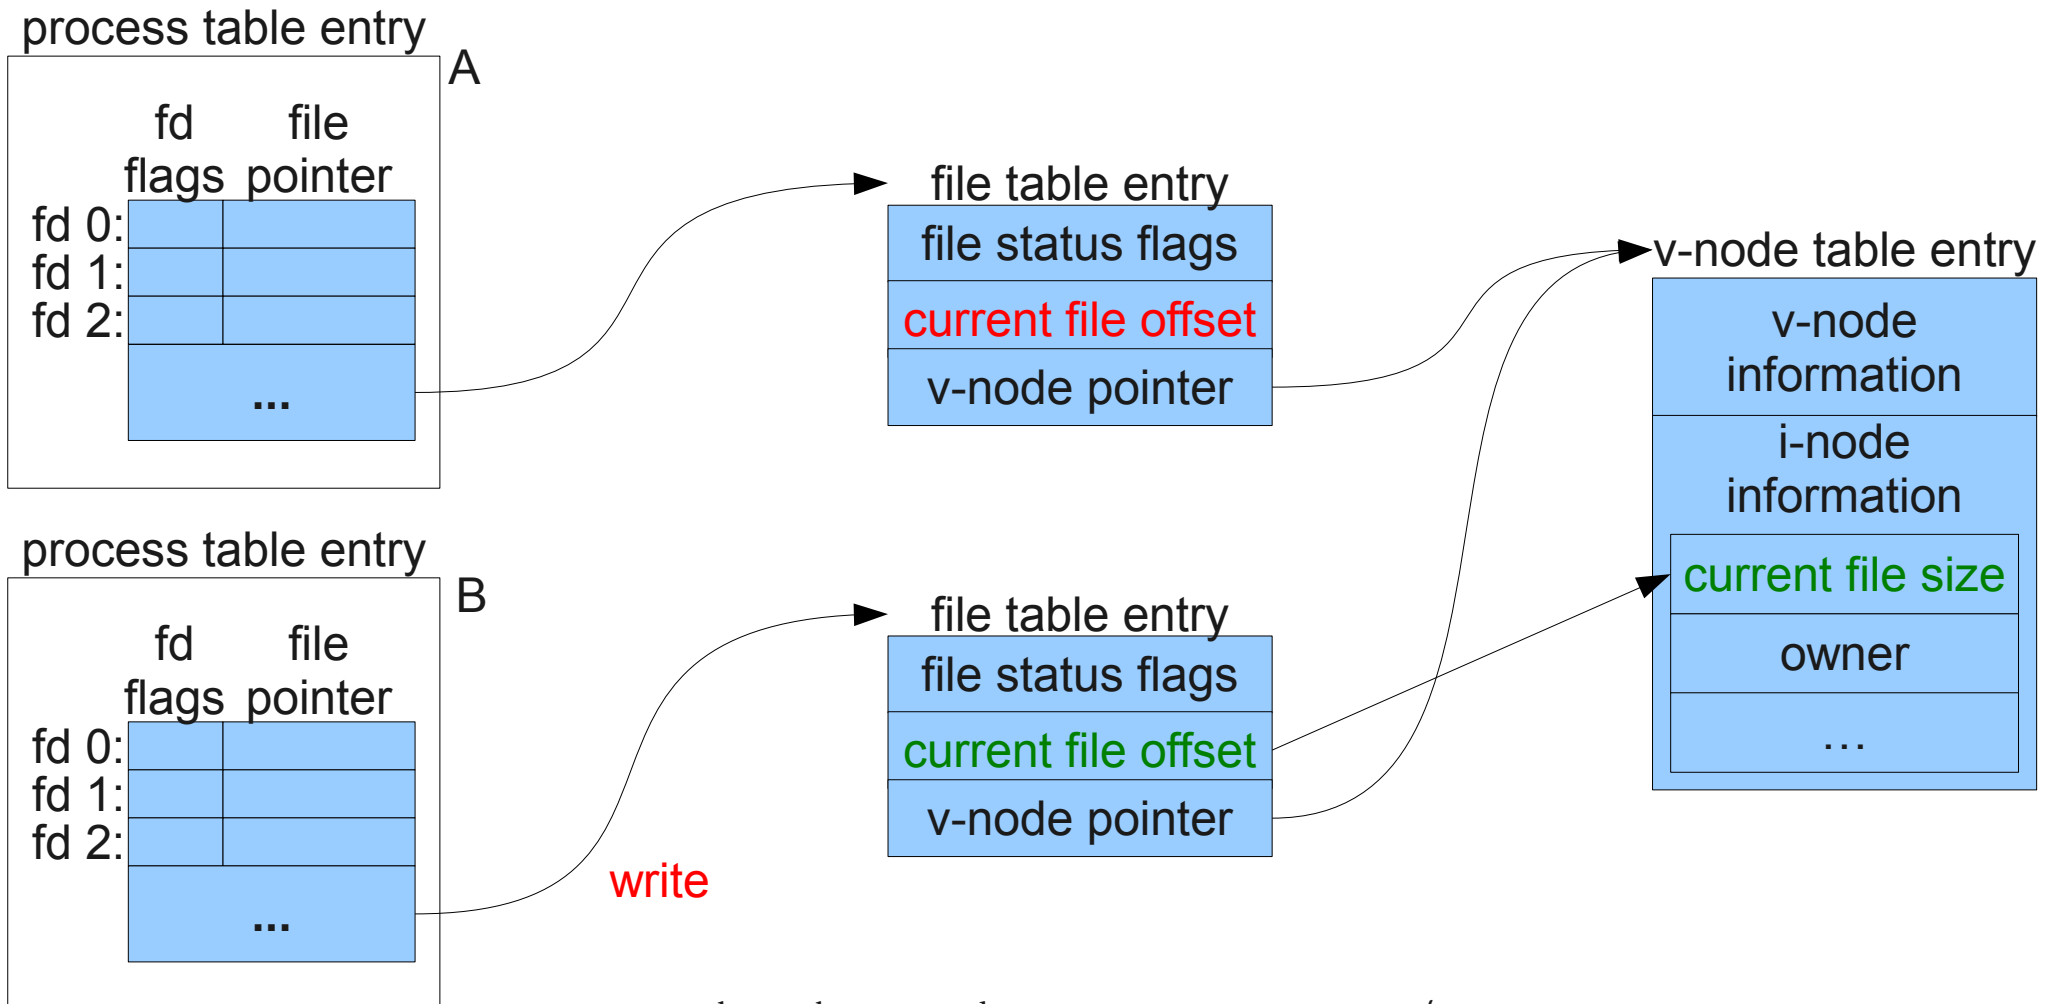 process table entry
A
fd
flags
file
pointer
fd 0:
fd 1:
fd 2:
...
file table entry
file status flags
current file offset
v-node pointer
v-node table entry
v-node
information
i-node
information
current file size
owner
...
process table entry
B
fd
flags
file
pointer
fd 0:
fd 1:
fd 2:
...
write
file table entry
file status flags
current file offset
v-node pointer